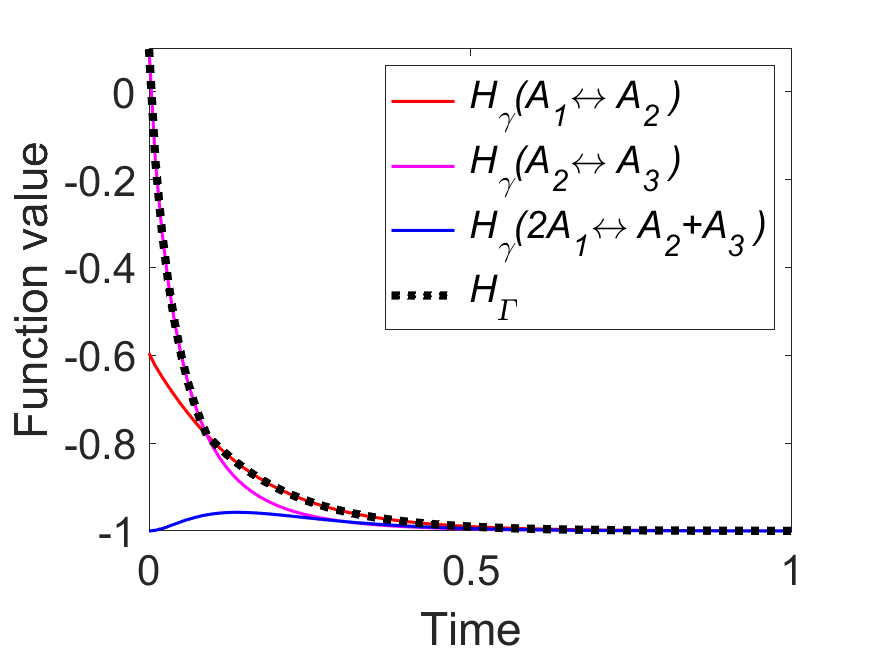 0
-0.2
-0.4
-0.6
-0.8
-1
Function value
H_γ(A_1↔ A_2 )
H_γ(A_2↔ A_3)
H_γ(2A_1↔ A_2+A_3 )
H_Γ
0 0.5 1
Time